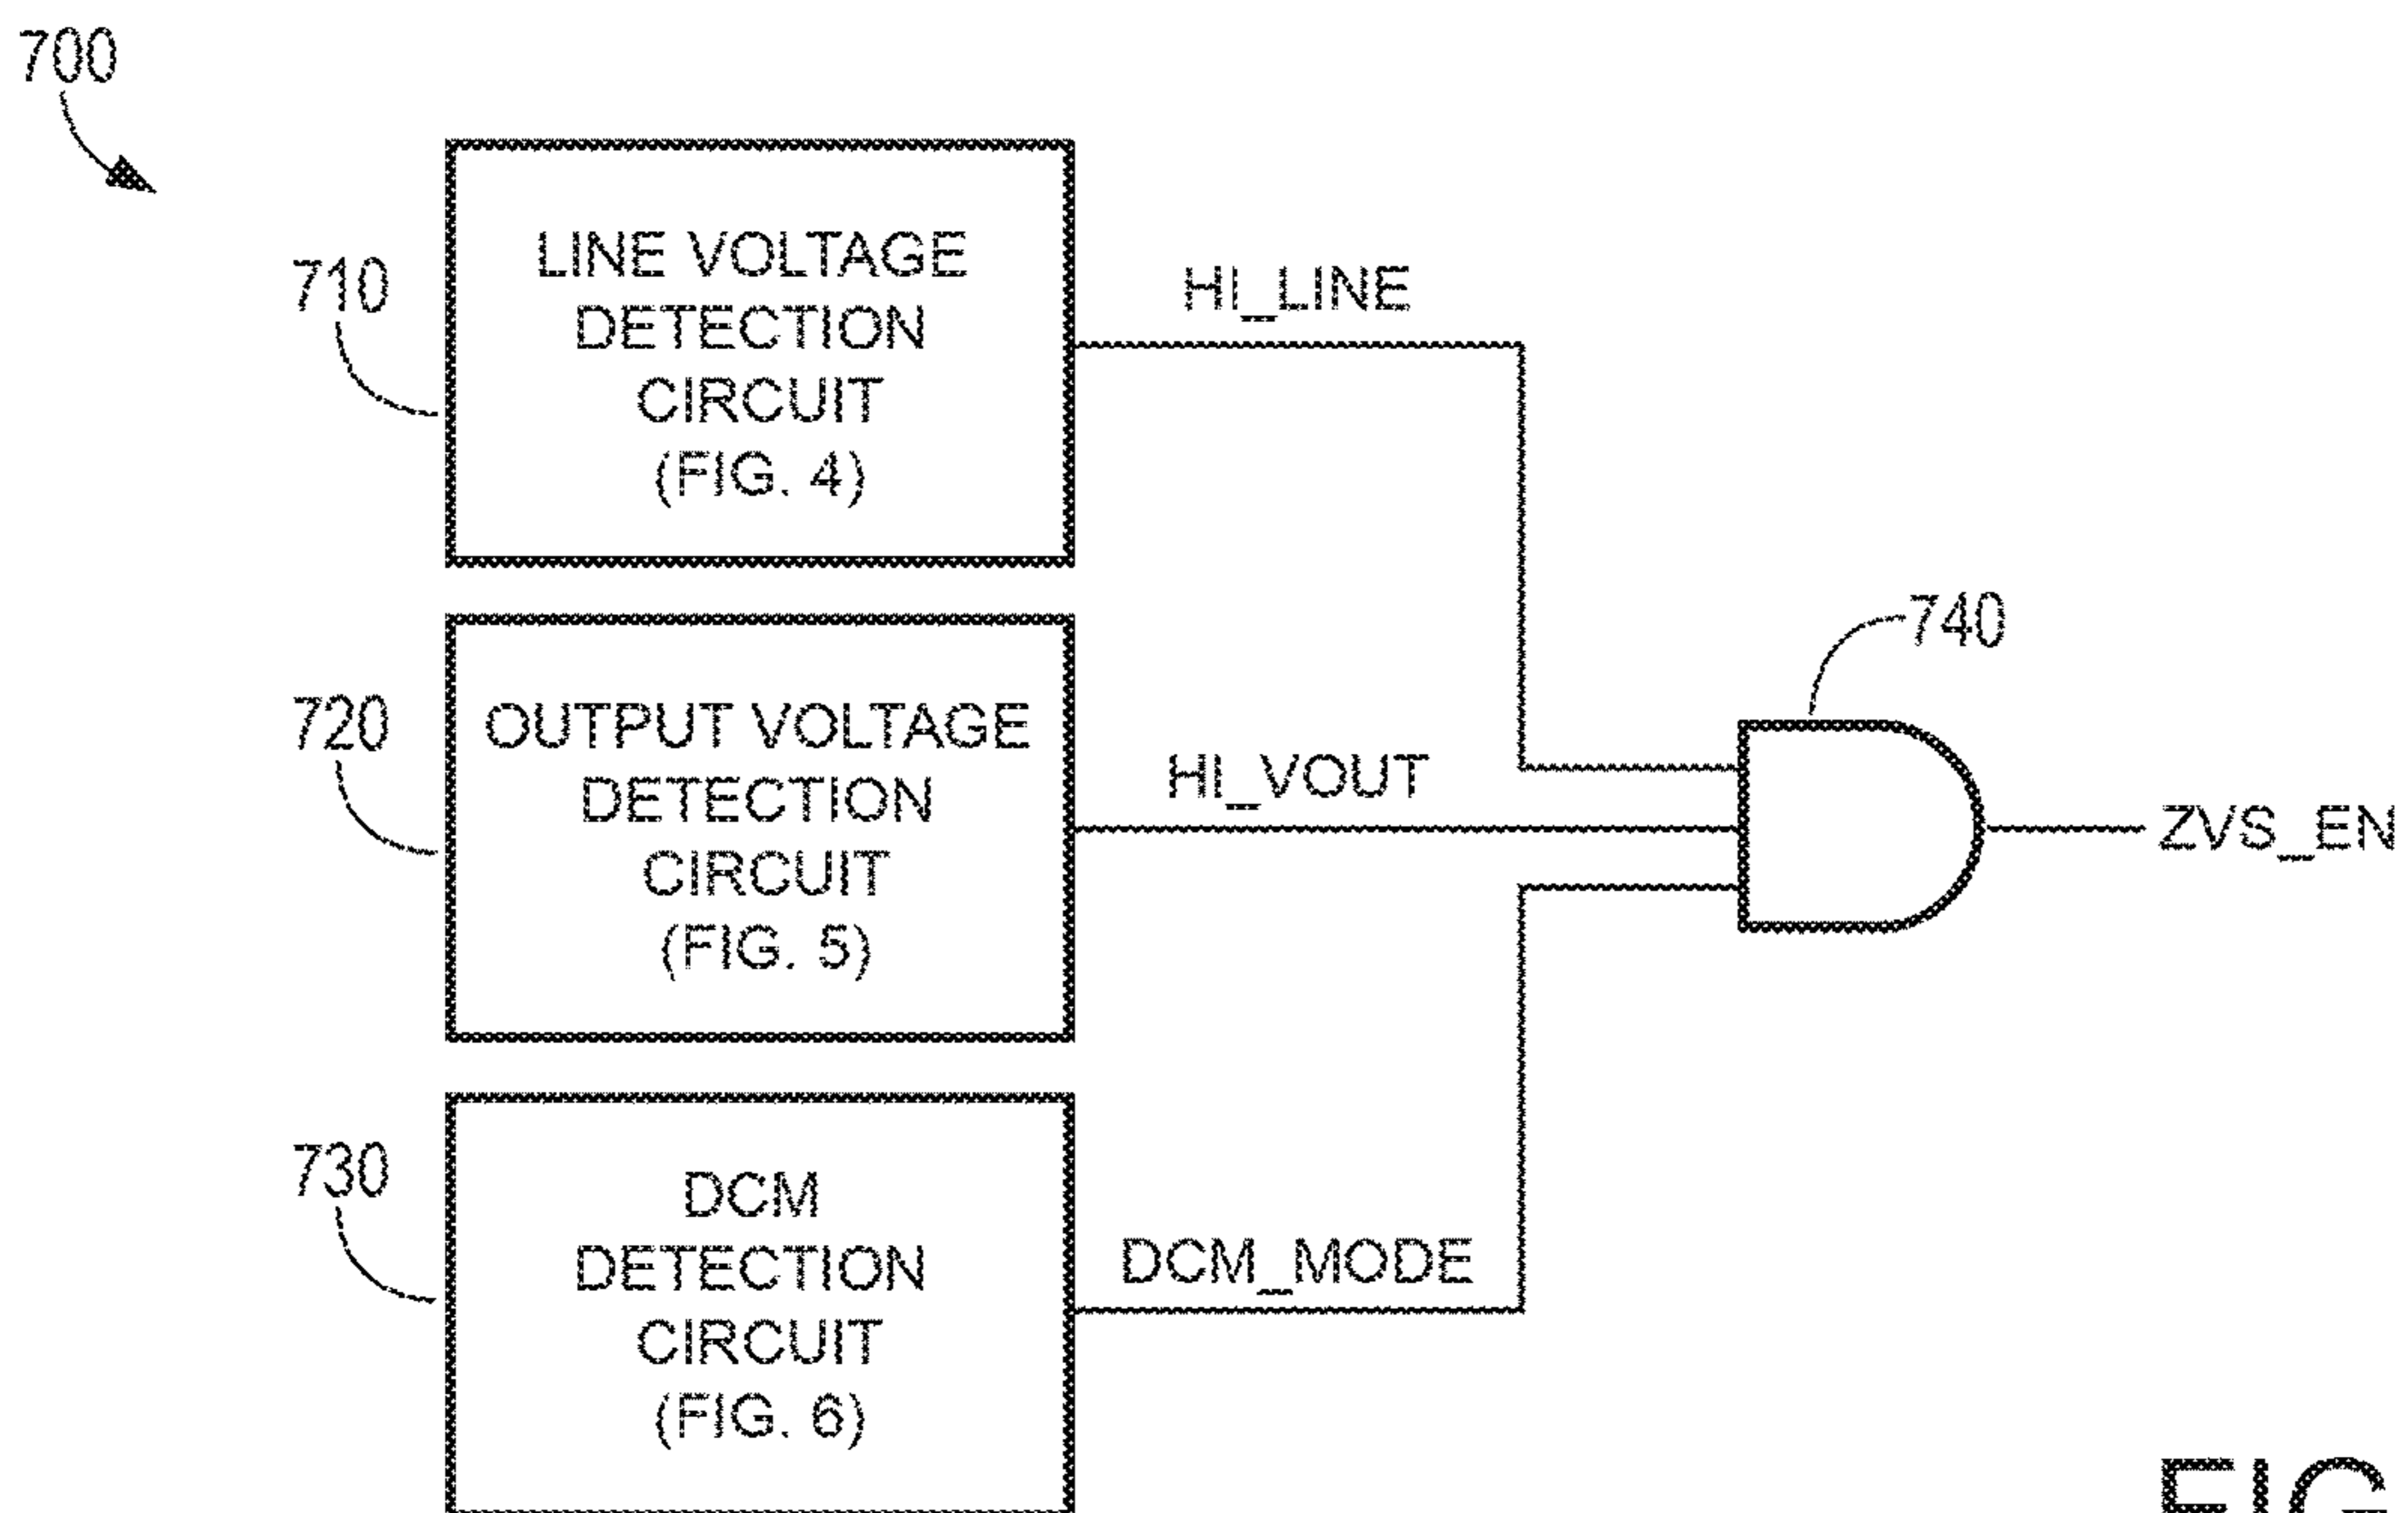 700
710
LINE VOLTAGE
DETECTION
CIRCUIT
(FIG. 4)
HI_LINE
720
OUTPUT VOLTAGE
DETECTION
CIRCUIT
(FIG. 5)
HI_VOUT
740
ZVS_EN
730
DCM
DETECTION
CIRCUIT
(FIG. 6)
DCM_MODE